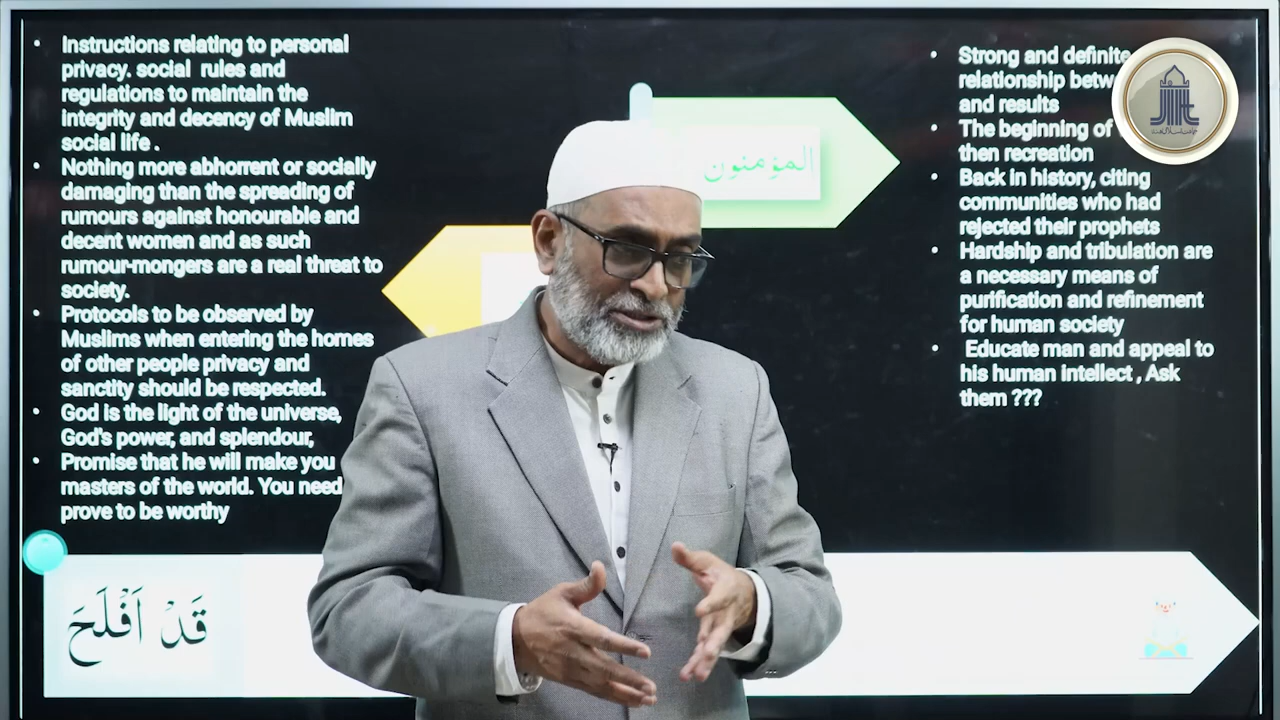 • Instructions relating to personal
privacy. social rules and
regulations to maintain the
integrity and decency of Muslim
social life .
• Nothing more abhorrent or socially
damaging than the spreading of
rumours against honourable and
decent women and as such
rumour-mongers are a real threat to
society.
• Protocols to be observed by
Muslims when entering the homes
of other people privacy and
sanctity should be respected.
• God is the light of the universe,
God's power, and splendour,
• Promise that he will make you
masters of the world. You need
prove to be worthy
المؤمنون
• Strong and definite
relationship
and results
• The beginning of
then recreation
• Back in history, citing
communities who had
rejected their prophets
• Hardship and tribulation are
a necessary means of
purification and refinement
for human society
• Educate man and appeal to
his human intellect , Ask
them ???
قَدْ اَفْلَحَ